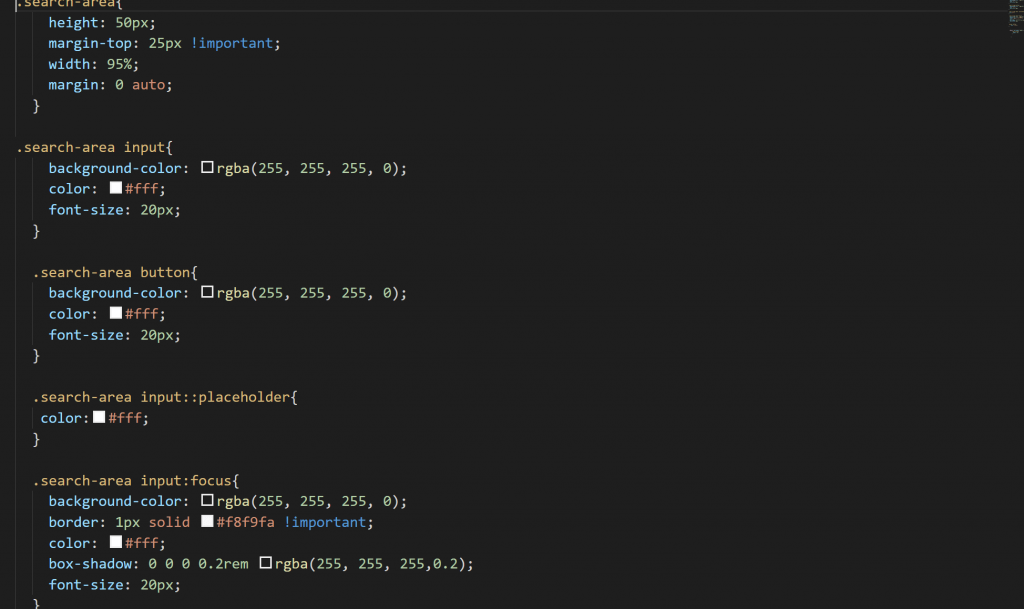 .search-area{
height: 50px;
margin-top: 25px !important;
width: 95%;
margin: 0 auto;
}
.search-area input{
background-color: rgba(255, 255, 255, 0);
color: #fff;
font-size: 20px;
}
.search-area button{
background-color: rgba(255, 255, 255, 0);
color: #fff;
font-size: 20px;
}
.search-area input::placeholder{
color: #fff;
}
.search-area input:focus{
background-color: rgba(255, 255, 255, 0);
border: 1px solid #f8f9fa !important;
color: #fff;
box-shadow: 0 0 0 0.2rem rgba(255, 255, 255,0.2);
font-size: 20px;
}